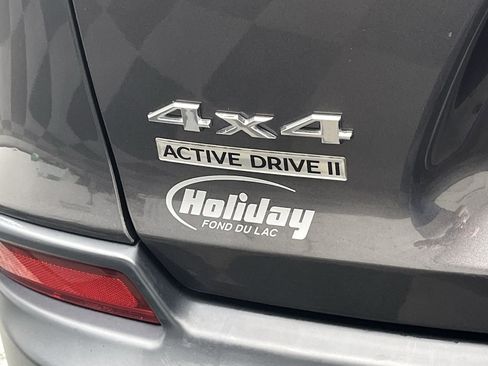 4x4
ACTIVE DRIVE II
Holiday
FOND DU LAC